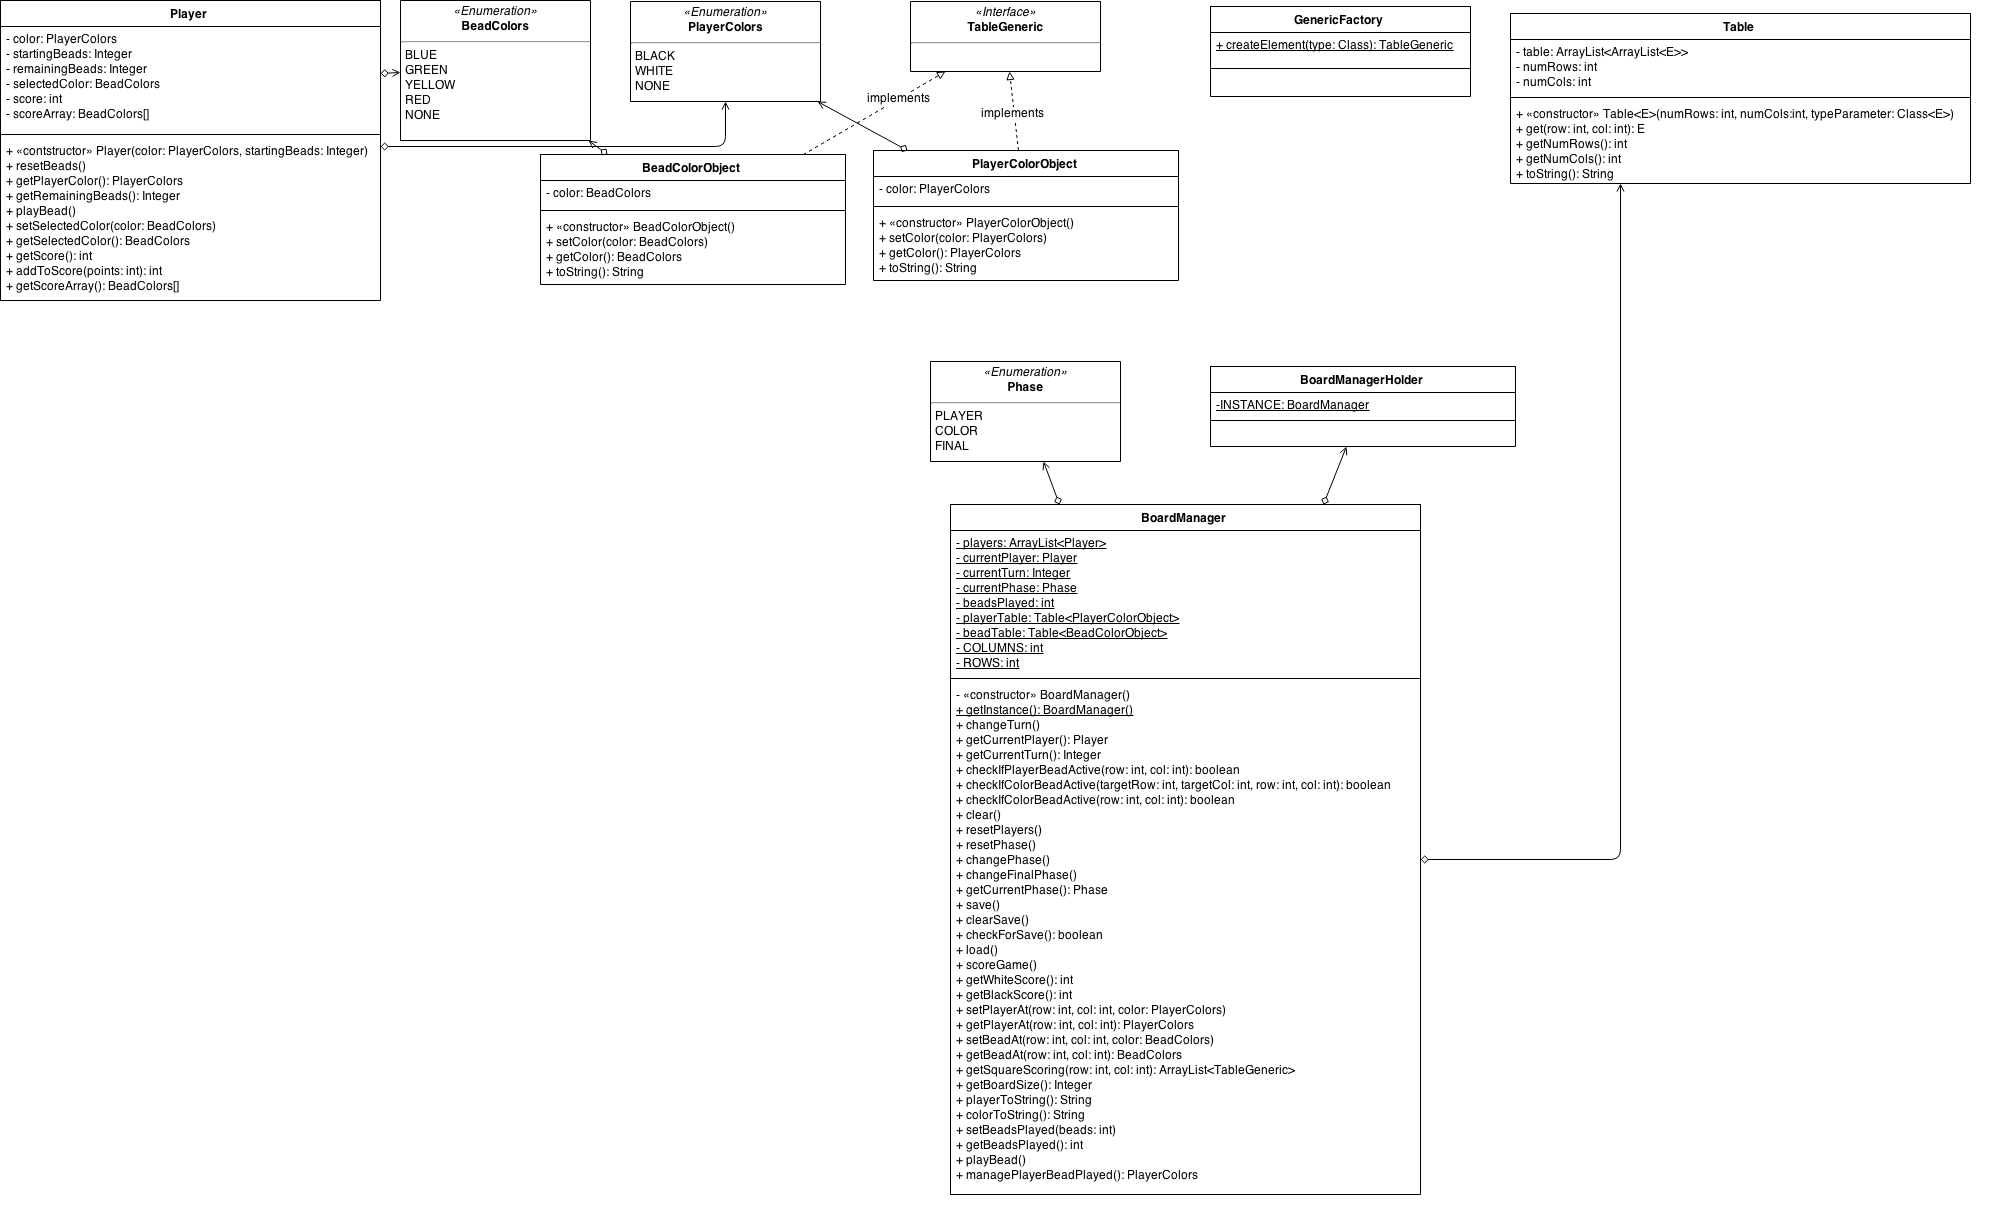 Player
- color: PlayerColors
- startingBeads: Integer
- remainingBeads: Integer
- selectedColor: BeadColors
- score: int
- scoreArray: BeadColors[]
+ «contstructor» Player(color: PlayerColors, startingBeads: Integer)
+ resetBeads()
+ getPlayerColor(): PlayerColors
+ getRemainingBeads(): Integer
+ playBead()
+ setSelectedColor(color: BeadColors)
+ getSelectedColor(): BeadColors
+ getScore(): int
+ addToScore(points: int): int
+ getScoreArray(): BeadColors[]
«Enumeration»
BeadColors
BLUE
GREEN
YELLOW
RED
NONE
«Enumeration»
PlayerColors
BLACK
WHITE
NONE
«Interface»
TableGeneric
implements
implements
GenericFactory
+ createElement(type: Class): TableGeneric
Table
- table: ArrayList<ArrayList<E>>
- numRows: int
- numCols: int
+ «constructor» Table<E>(numRows: int, numCols:int, typeParameter: Class<E>)
+ get(row: int, col: int): E
+ getNumRows(): int
+ getNumCols(): int
+ toString(): String
BeadColorObject
- color: BeadColors
+ «constructor» BeadColorObject()
+ setColor(color: BeadColors)
+ getColor(): BeadColors
+ toString(): String
PlayerColorObject
- color: PlayerColors
+ «constructor» PlayerColorObject()
+ setColor(color: PlayerColors)
+ getColor(): PlayerColors
+ toString(): String
«Enumeration»
Phase
PLAYER
COLOR
FINAL
BoardManagerHolder
-INSTANCE: BoardManager
BoardManager
- players: ArrayList<Player>
- currentPlayer: Player
- currentTurn: Integer
- currentPhase: Phase
- beadsPlayed: int
- playerTable: Table<PlayerColorObject>
- beadTable: Table<BeadColorObject>
- COLUMNS: int
- ROWS: int
- «constructor» BoardManager()
+ getInstance(): BoardManager()
+ changeTurn()
+ getCurrentPlayer(): Player
+ getCurrentTurn(): Integer
+ checkIfPlayerBeadActive(row: int, col: int): boolean
+ checkIfColorBeadActive(targetRow: int, targetCol: int, row: int, col: int): boolean
+ checkIfColorBeadActive(row: int, col: int): boolean
+ clear()
+ resetPlayers()
+ resetPhase()
+ changePhase()
+ changeFinalPhase()
+ getCurrentPhase(): Phase
+ save()
+ clearSave()
+ checkForSave(): boolean
+ load()
+ scoreGame()
+ getWhiteScore(): int
+ getBlackScore(): int
+ setPlayerAt(row: int, col: int, color: PlayerColors)
+ getPlayerAt(row: int, col: int): PlayerColors
+ setBeadAt(row: int, col: int, color: BeadColors)
+ getBeadAt(row: int, col: int): BeadColors
+ getSquareScoring(row: int, col: int): ArrayList<TableGeneric>
+ getBoardSize(): Integer
+ playerToString(): String
+ colorToString(): String
+ setBeadsPlayed(beads: int)
+ getBeadsPlayed(): int
+ playBead()
+ managePlayerBeadPlayed(): PlayerColors